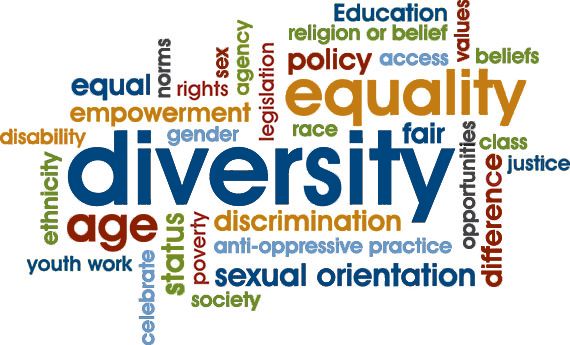 Education
religion or belief
values
policy
access
beliefs
equal
norms
rights
sex
agency
legislation
equality
empowerment
disability
gender
race
fair
class
diversity
opportunities
justice
ethnicity
age
status
poverty
discrimination
difference
anti-oppressive practice
youth work
celebrate
sexual orientation
society